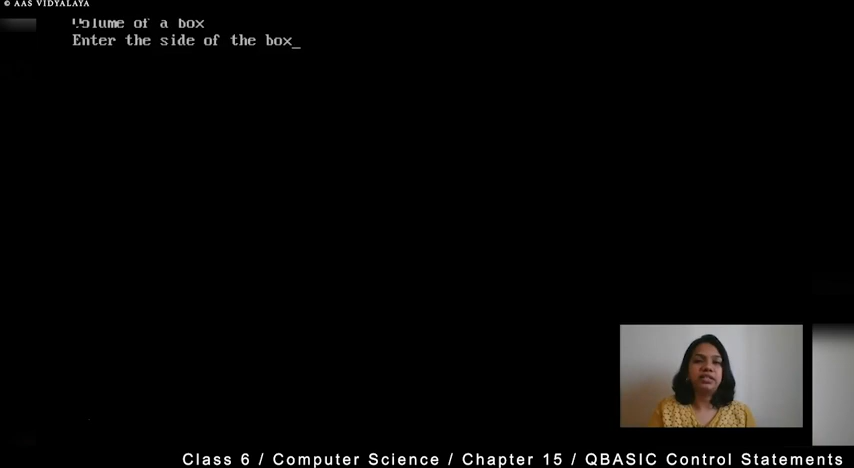 © AAS VIDYALAYA
Volume of a box
Enter the side of the box_
Class 6 / Computer Science / Chapter 15 / QBASIC Control Statements